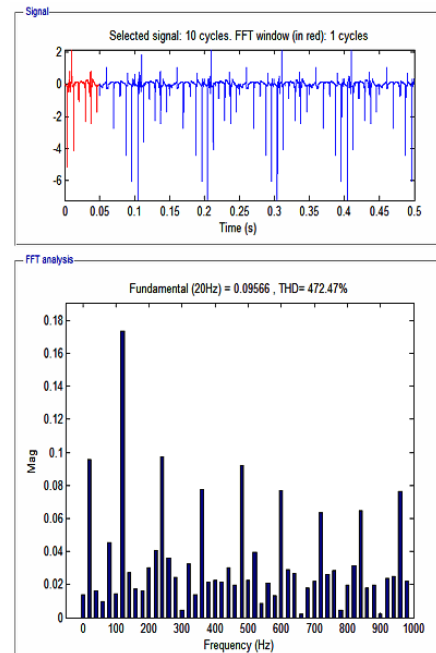 Signal
Selected signal: 10 cycles. FFT window (in red): 1 cycles
2
0
-2
-4
-6
0 0.05 0.1 0.15 0.2 0.25 0.3 0.35 0.4 0.45 0.5
Time (s)
FFT analysis
Fundamental (20Hz) = 0.09566 , THD= 472.47%
0.18
0.16
0.14
0.12
0.1
0.08
0.06
0.04
0.02
0
Mag
0 100 200 300 400 500 600 700 800 900 1000
Frequency (Hz)